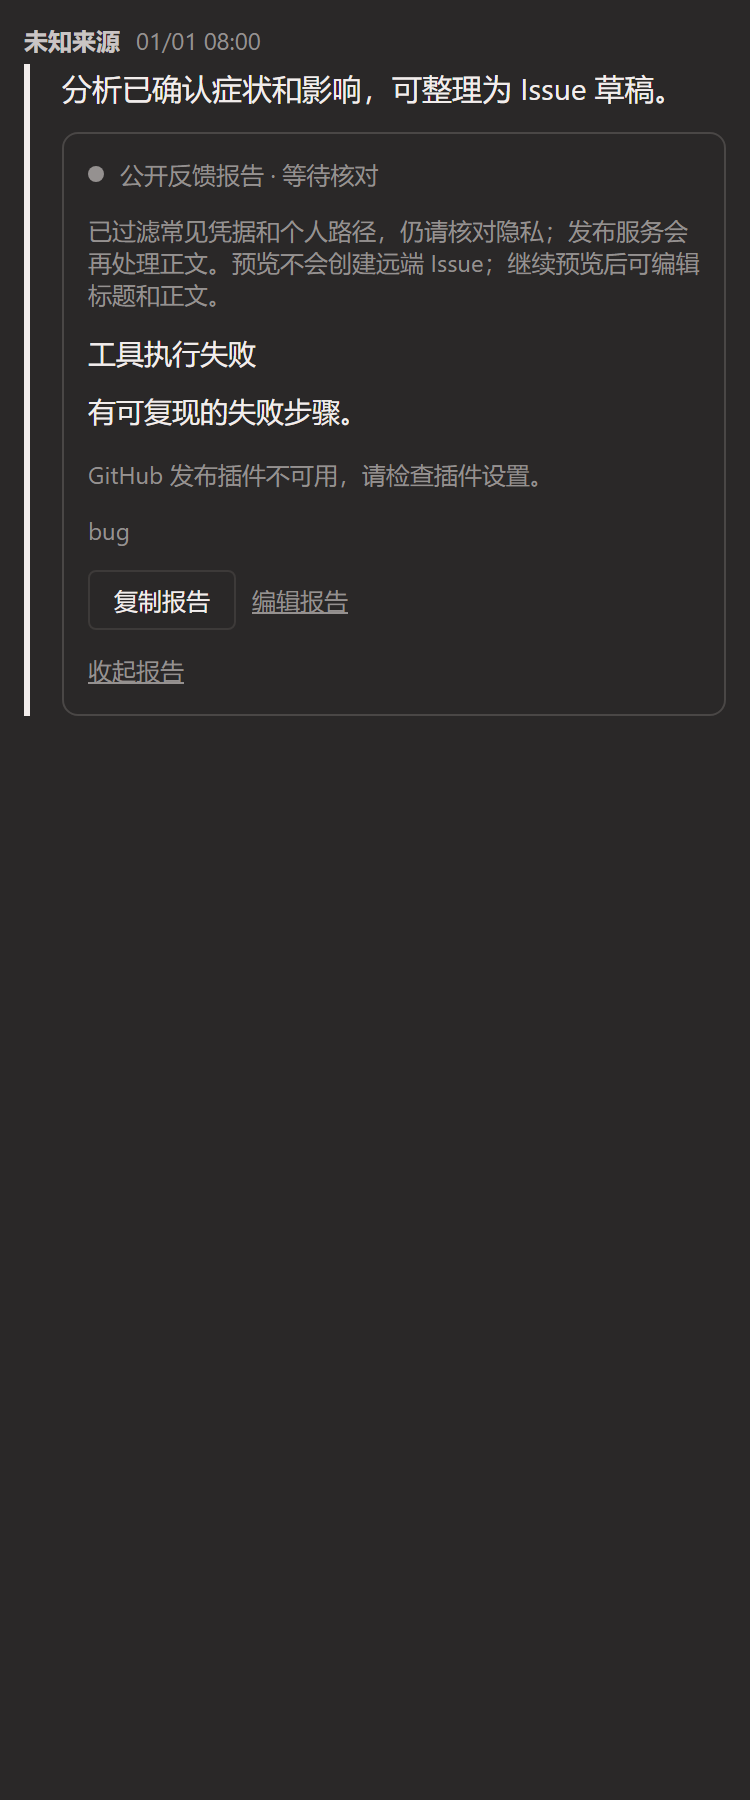 未知来源 01/01 08:00
分析已确认症状和影响，可整理为 Issue 草稿。
公开反馈报告 · 等待核对
已过滤常见凭据和个人路径，仍请核对隐私；发布服务会
再处理正文。预览不会创建远端 Issue；继续预览后可编辑
标题和正文。
工具执行失败
有可复现的失败步骤。
GitHub 发布插件不可用，请检查插件设置。
bug
复制报告 编辑报告
收起报告